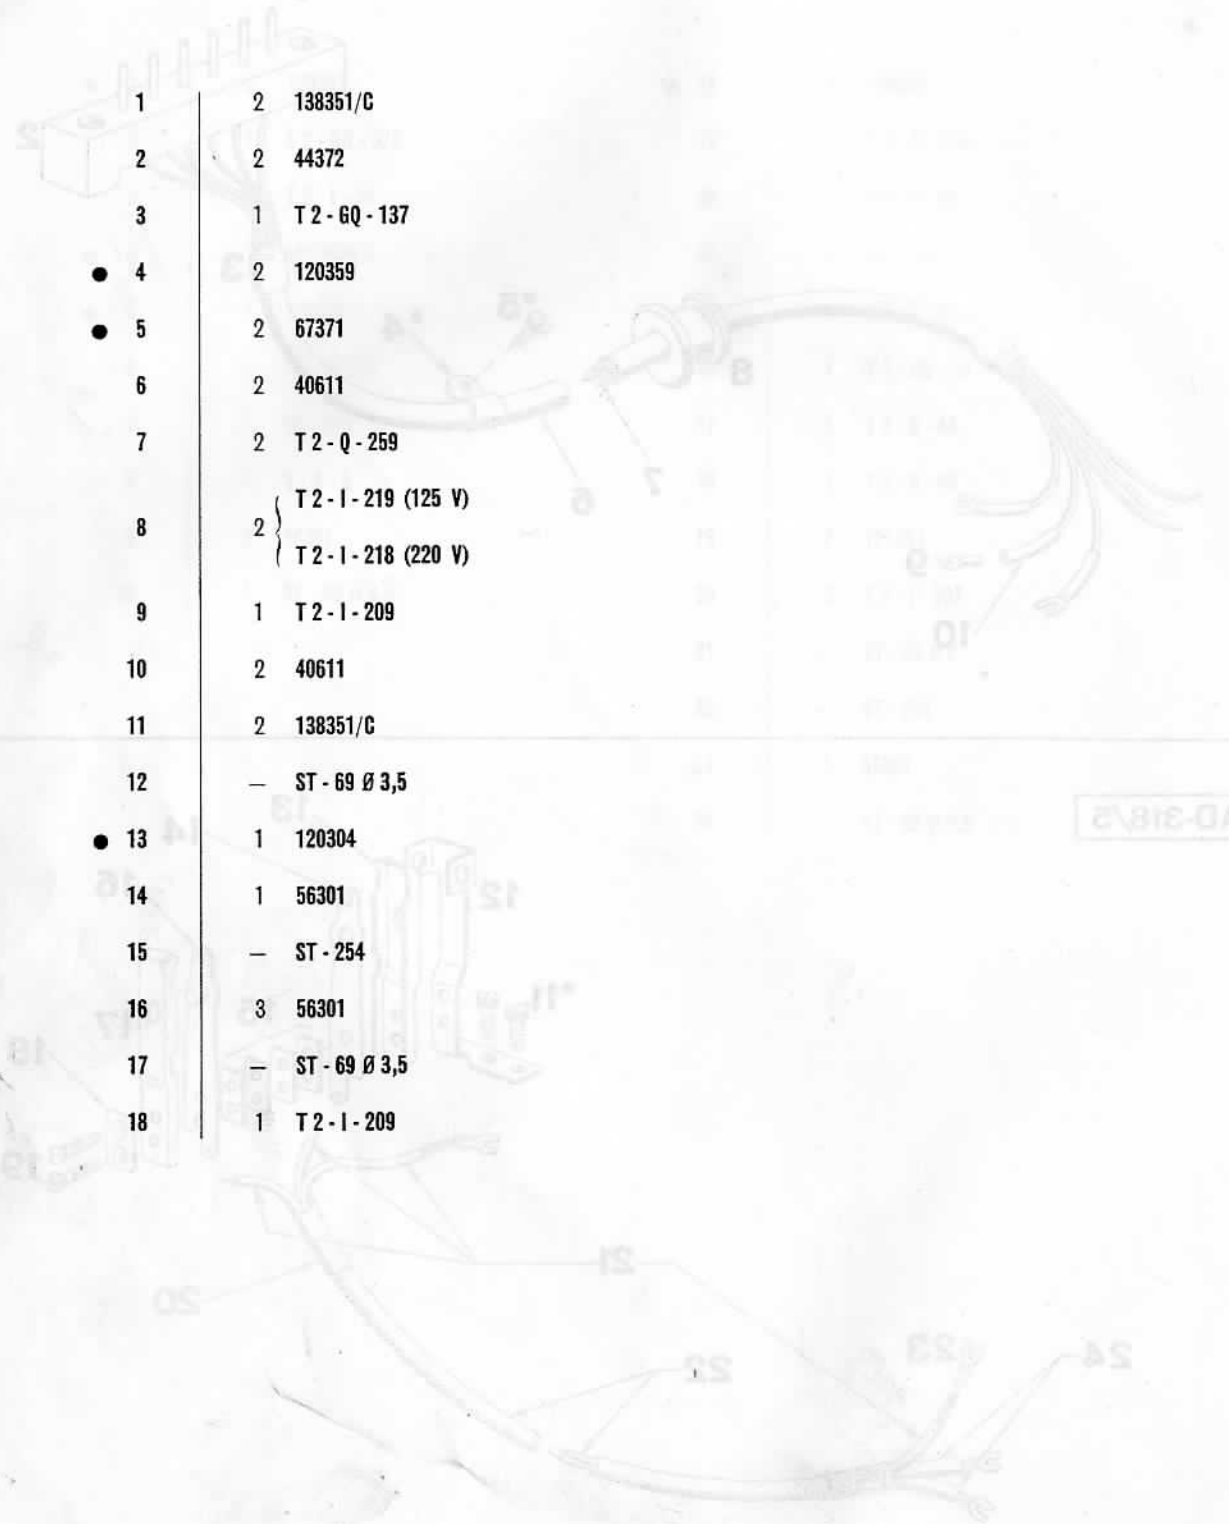 1 2 138351/C
2 2 44372
3 1 T 2 - GQ - 137
● 4 2 120359
● 5 2 67371
6 2 40611
7 2 T 2 - Q - 259
T 2 - I - 219 (125 V)
8 2
T 2 - I - 218 (220 V)
9 1 T 2 - I - 209
10 2 40611
11 2 138351/C
12 — ST - 69 Ø 3,5
● 13 1 120304
14 1 56301
15 — ST - 254
16 3 56301
17 — ST - 69 Ø 3,5
18 1 T 2 - I - 209